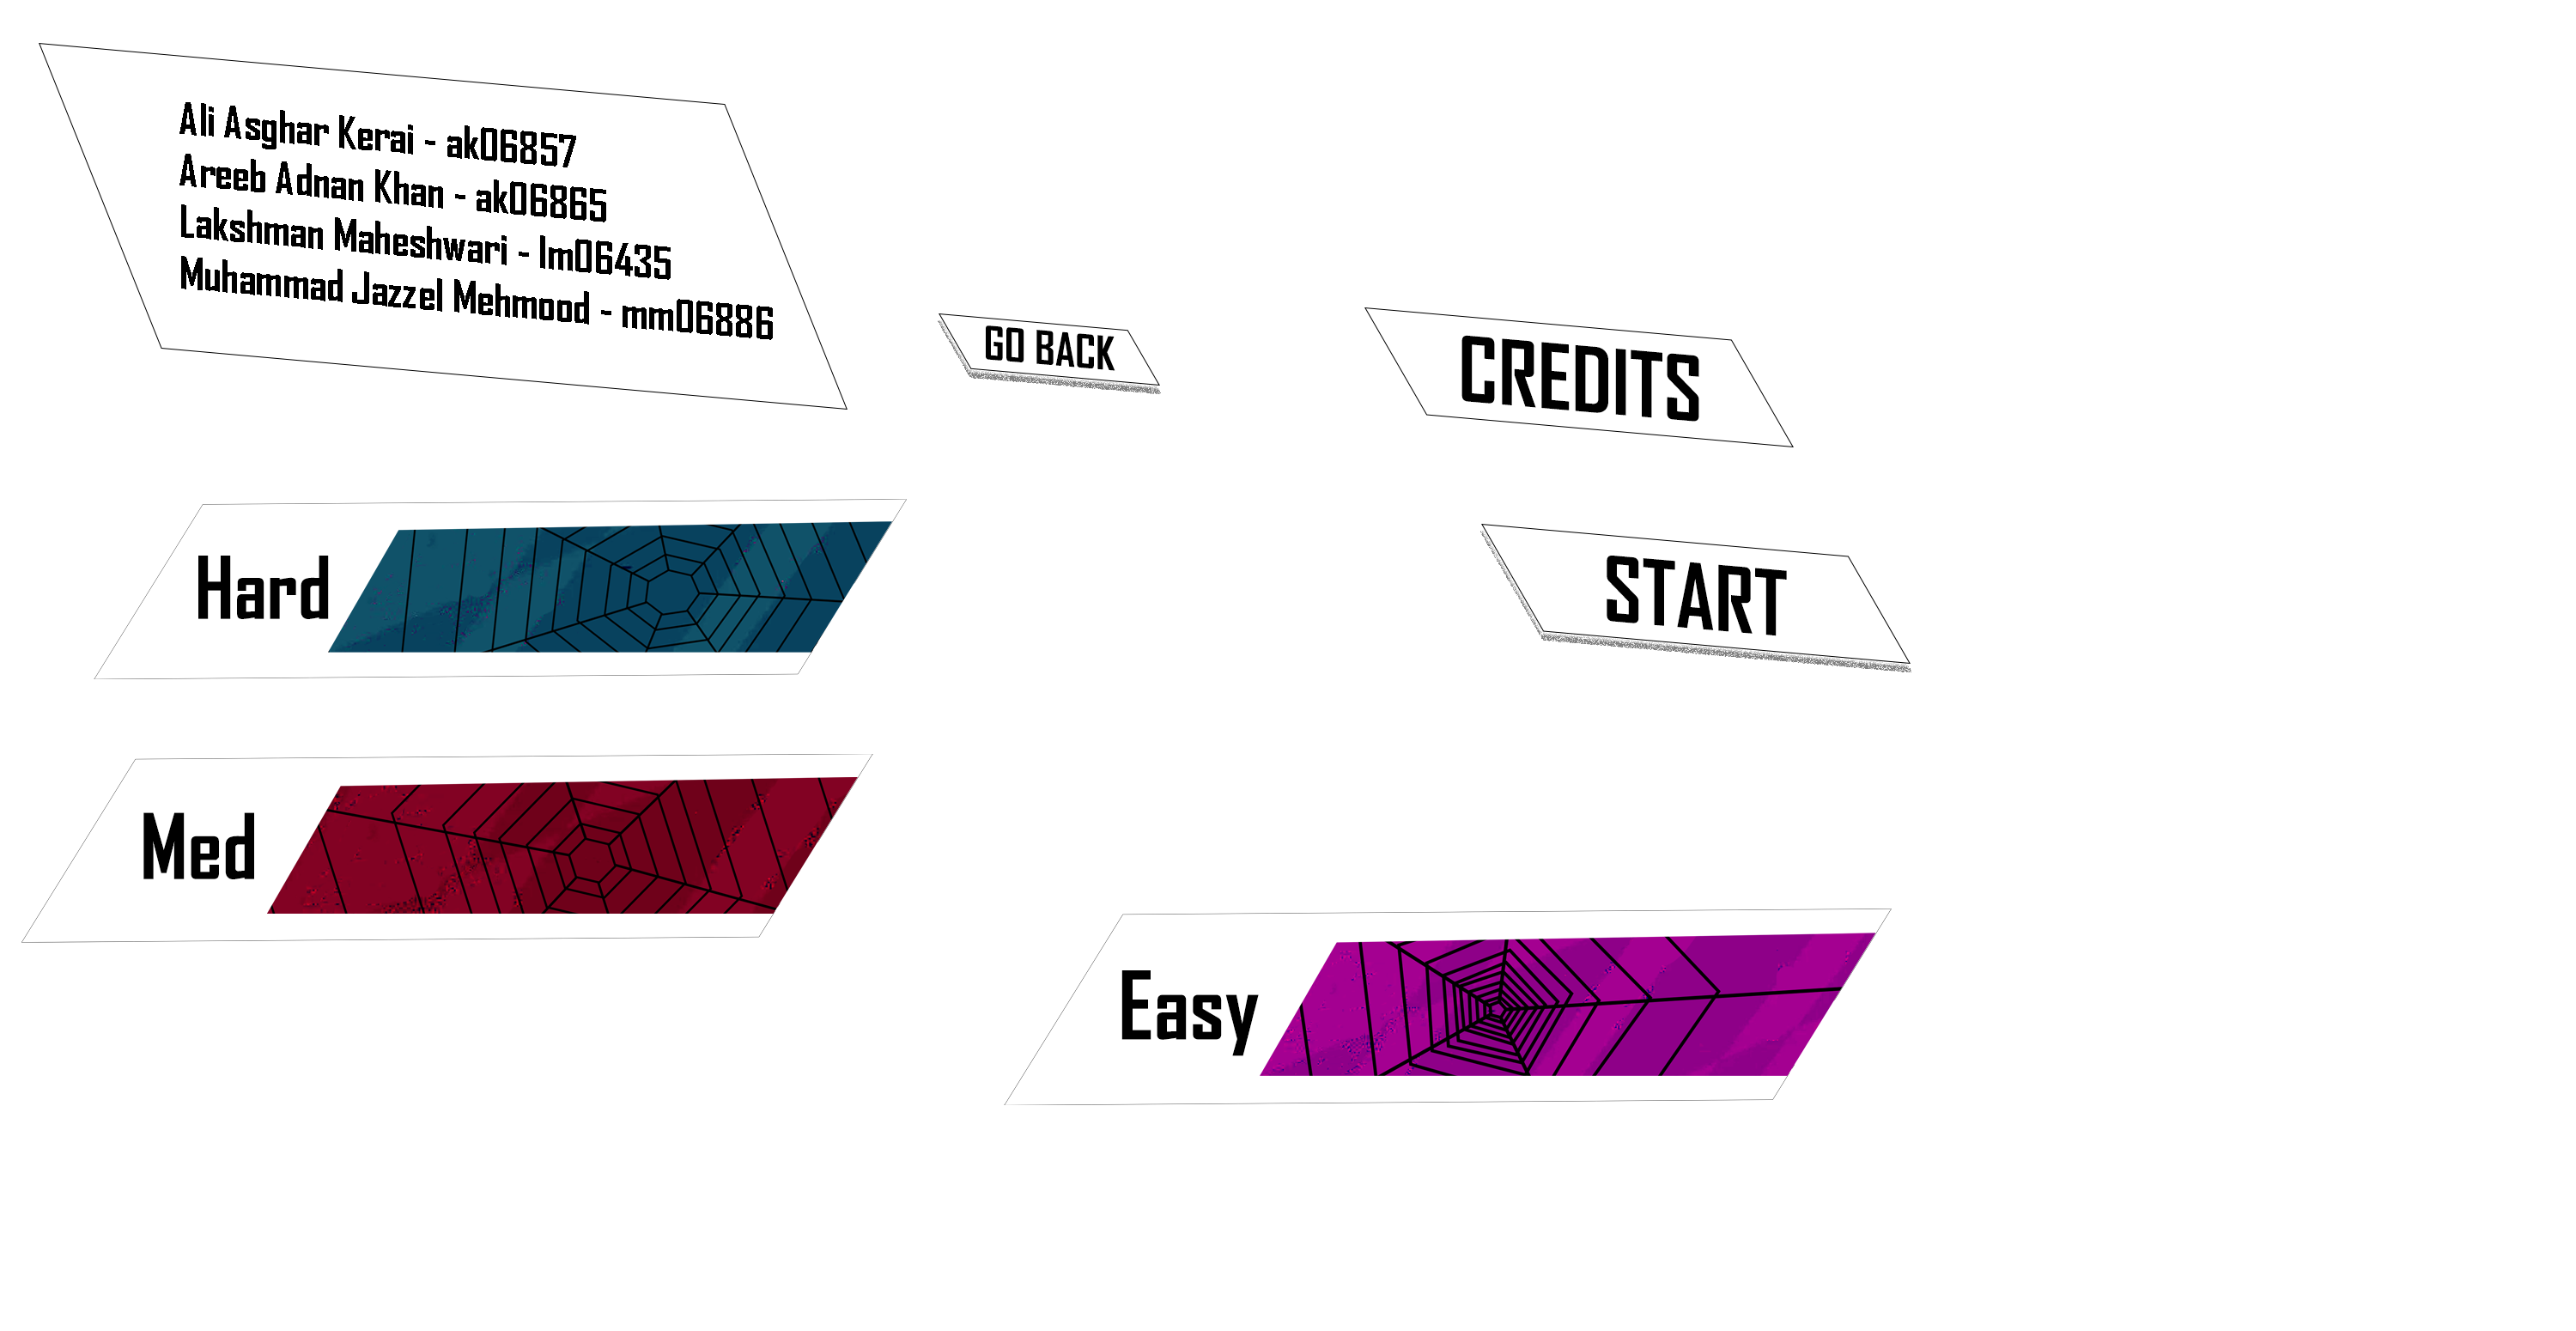 Ali Asghar Kerai - ak06857
Areeb Adnan Khan - ak06865
Lakshman Maheshwari - lm06435
Muhammad Jazzel Mehmood - mm06886
GO BACK
CREDITS
Hard
START
Med
Easy